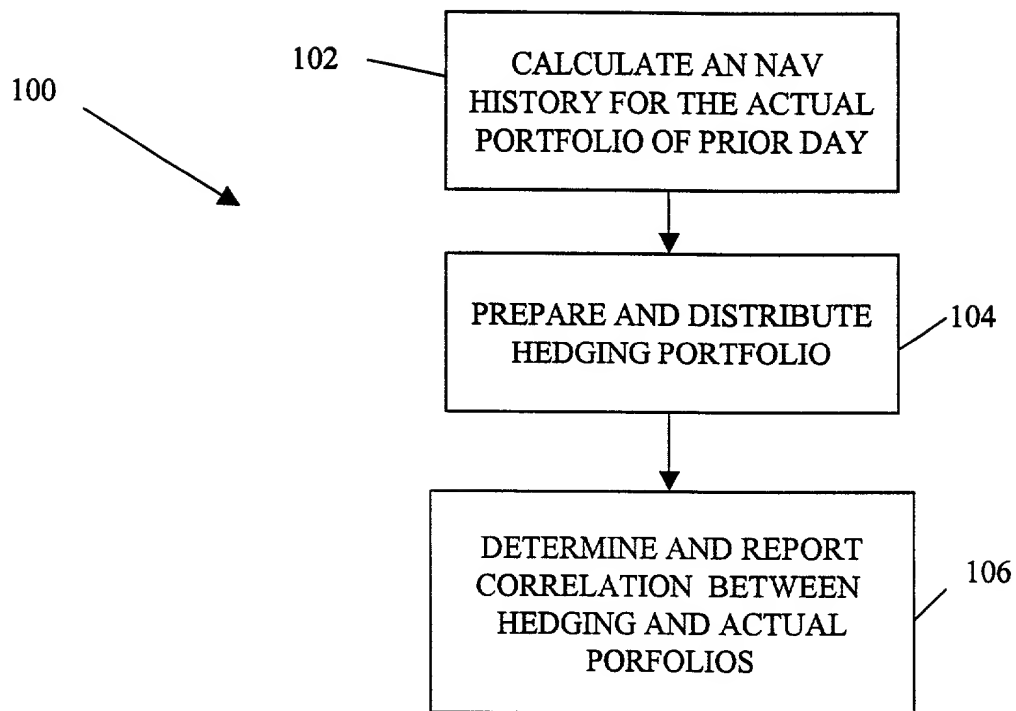 102
CALCULATE AN NAV
HISTORY FOR THE ACTUAL
PORTFOLIO OF PRIOR DAY
100
PREPARE AND DISTRIBUTE
HEDGING PORTFOLIO
104
DETERMINE AND REPORT
CORRELATION BETWEEN
HEDGING AND ACTUAL
PORFOLIOS
106